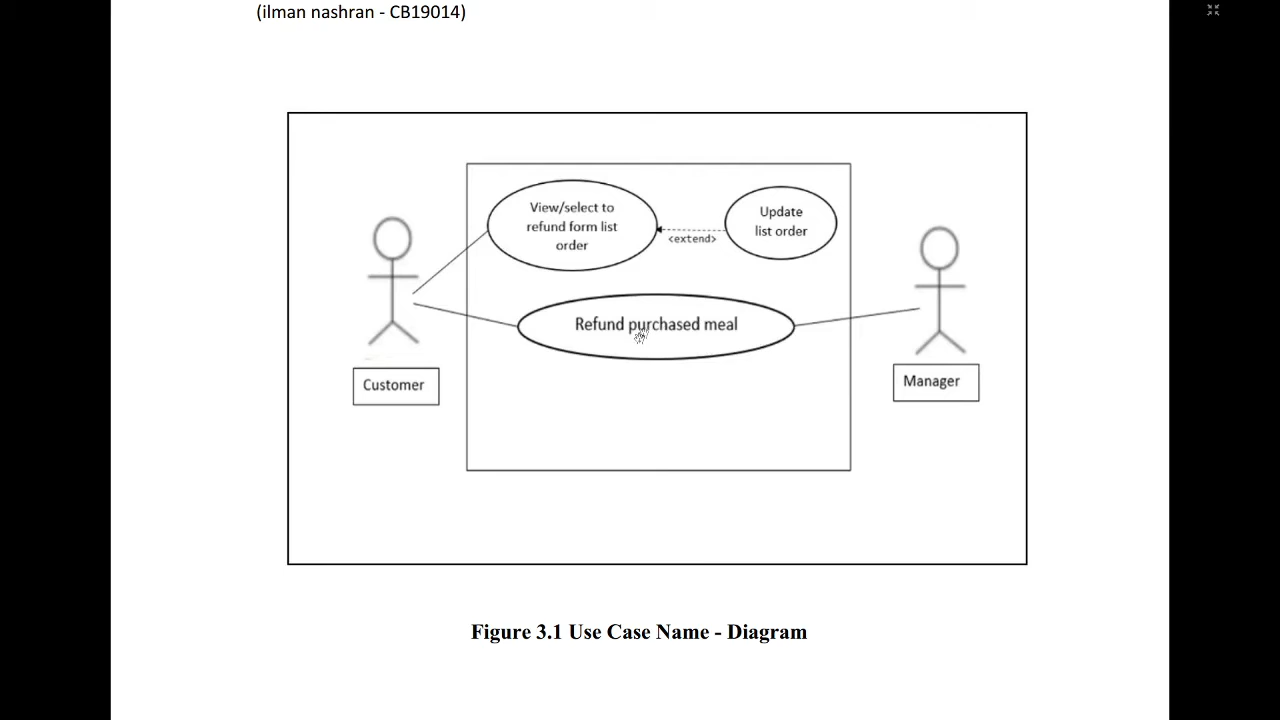 (ilman nashran - CB19014)
View/select to
refund form list
order
Update
list order
<extend>
Refund purchased meal
Customer
Manager
Figure 3.1 Use Case Name - Diagram